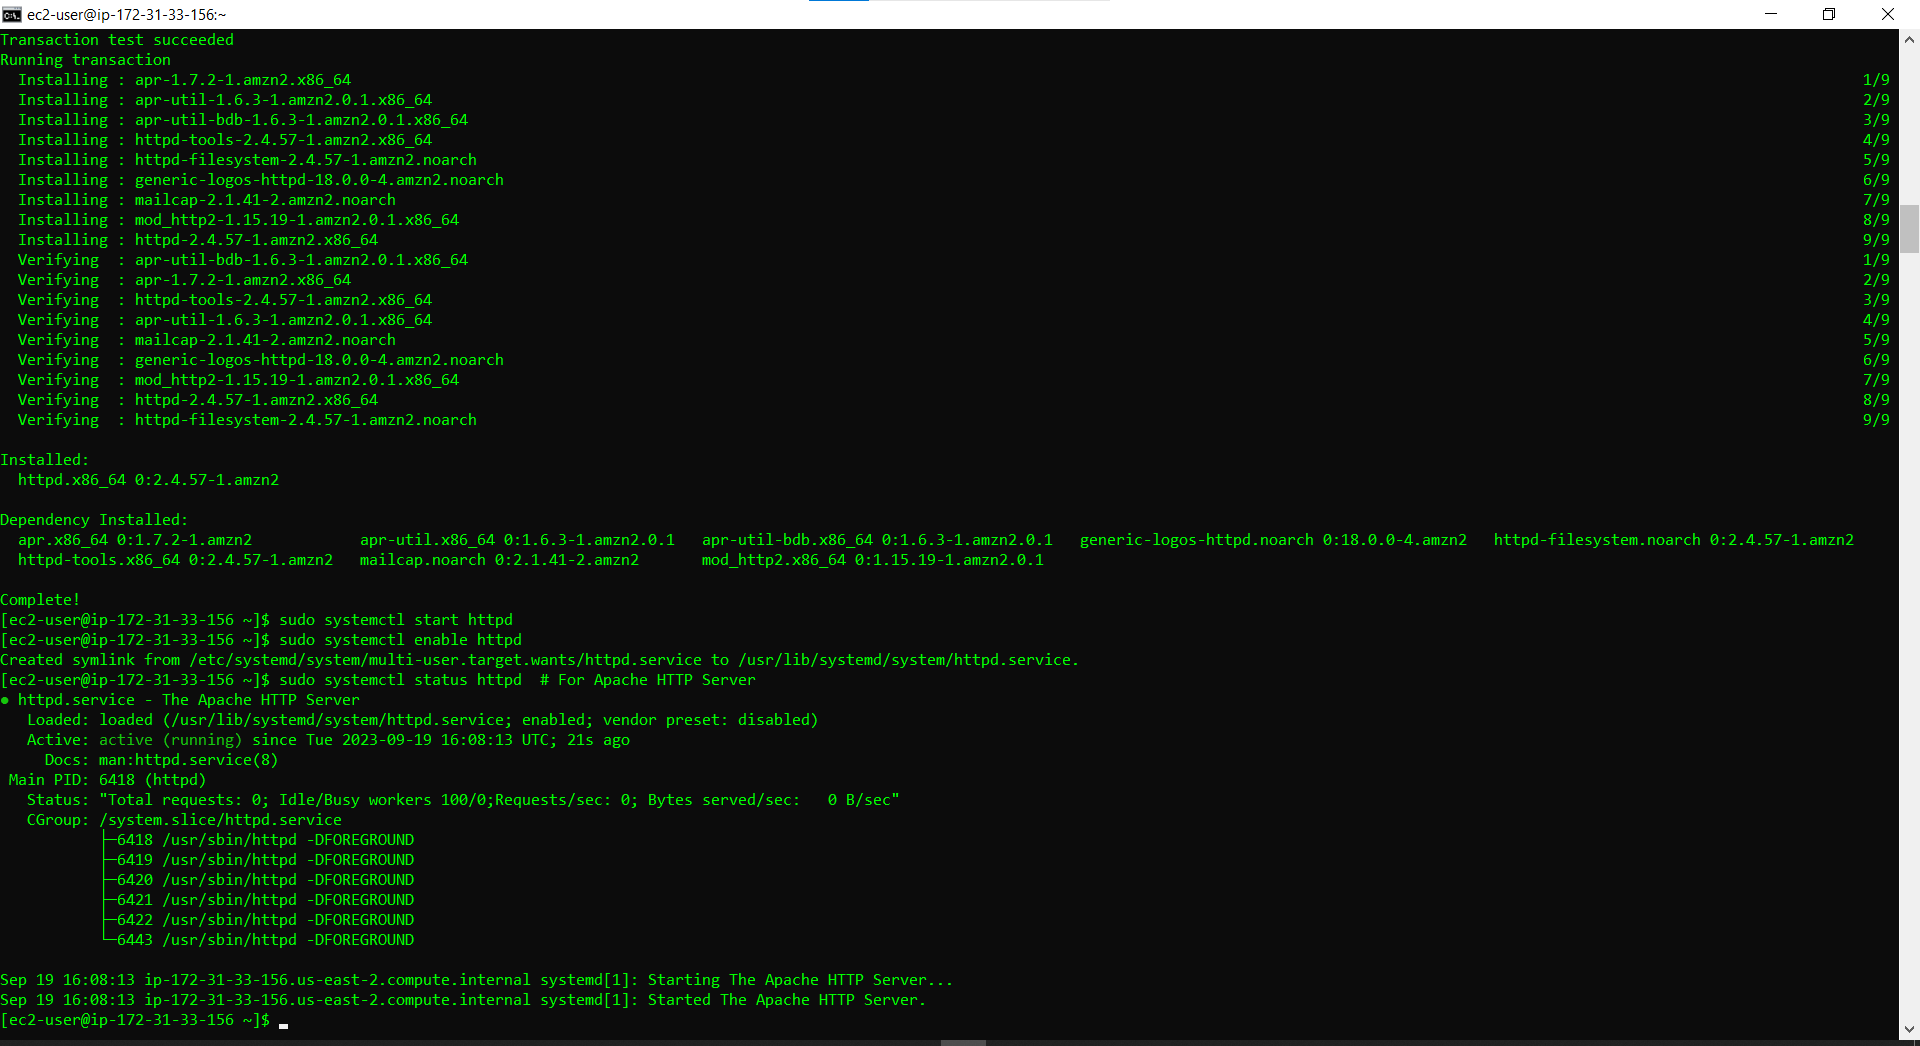 ec2-user@ip-172-31-33-156:~
Transaction test succeeded
Running transaction
  Installing : apr-1.7.2-1.amzn2.x86_64 1/9
  Installing : apr-util-1.6.3-1.amzn2.0.1.x86_64 2/9
  Installing : apr-util-bdb-1.6.3-1.amzn2.0.1.x86_64 3/9
  Installing : httpd-tools-2.4.57-1.amzn2.x86_64 4/9
  Installing : httpd-filesystem-2.4.57-1.amzn2.noarch 5/9
  Installing : generic-logos-httpd-18.0.0-4.amzn2.noarch 6/9
  Installing : mailcap-2.1.41-2.amzn2.noarch 7/9
  Installing : mod_http2-1.15.19-1.amzn2.0.1.x86_64 8/9
  Installing : httpd-2.4.57-1.amzn2.x86_64 9/9
  Verifying  : apr-util-bdb-1.6.3-1.amzn2.0.1.x86_64 1/9
  Verifying  : apr-1.7.2-1.amzn2.x86_64 2/9
  Verifying  : httpd-tools-2.4.57-1.amzn2.x86_64 3/9
  Verifying  : apr-util-1.6.3-1.amzn2.0.1.x86_64 4/9
  Verifying  : mailcap-2.1.41-2.amzn2.noarch 5/9
  Verifying  : generic-logos-httpd-18.0.0-4.amzn2.noarch 6/9
  Verifying  : mod_http2-1.15.19-1.amzn2.0.1.x86_64 7/9
  Verifying  : httpd-2.4.57-1.amzn2.x86_64 8/9
  Verifying  : httpd-filesystem-2.4.57-1.amzn2.noarch 9/9
Installed:
  httpd.x86_64 0:2.4.57-1.amzn2
Dependency Installed:
  apr.x86_64 0:1.7.2-1.amzn2 apr-util.x86_64 0:1.6.3-1.amzn2.0.1 apr-util-bdb.x86_64 0:1.6.3-1.amzn2.0.1 generic-logos-httpd.noarch 0:18.0.0-4.amzn2 httpd-filesystem.noarch 0:2.4.57-1.amzn2
  httpd-tools.x86_64 0:2.4.57-1.amzn2 mailcap.noarch 0:2.1.41-2.amzn2 mod_http2.x86_64 0:1.15.19-1.amzn2.0.1
Complete!
[ec2-user@ip-172-31-33-156 ~]$ sudo systemctl start httpd
[ec2-user@ip-172-31-33-156 ~]$ sudo systemctl enable httpd
Created symlink from /etc/systemd/system/multi-user.target.wants/httpd.service to /usr/lib/systemd/system/httpd.service.
[ec2-user@ip-172-31-33-156 ~]$ sudo systemctl status httpd  # For Apache HTTP Server
● httpd.service - The Apache HTTP Server
   Loaded: loaded (/usr/lib/systemd/system/httpd.service; enabled; vendor preset: disabled)
   Active: active (running) since Tue 2023-09-19 16:08:13 UTC; 21s ago
     Docs: man:httpd.service(8)
 Main PID: 6418 (httpd)
   Status: "Total requests: 0; Idle/Busy workers 100/0;Requests/sec: 0; Bytes served/sec:   0 B/sec"
   CGroup: /system.slice/httpd.service
           ├─6418 /usr/sbin/httpd -DFOREGROUND
           ├─6419 /usr/sbin/httpd -DFOREGROUND
           ├─6420 /usr/sbin/httpd -DFOREGROUND
           ├─6421 /usr/sbin/httpd -DFOREGROUND
           ├─6422 /usr/sbin/httpd -DFOREGROUND
           └─6443 /usr/sbin/httpd -DFOREGROUND
Sep 19 16:08:13 ip-172-31-33-156.us-east-2.compute.internal systemd[1]: Starting The Apache HTTP Server...
Sep 19 16:08:13 ip-172-31-33-156.us-east-2.compute.internal systemd[1]: Started The Apache HTTP Server.
[ec2-user@ip-172-31-33-156 ~]$